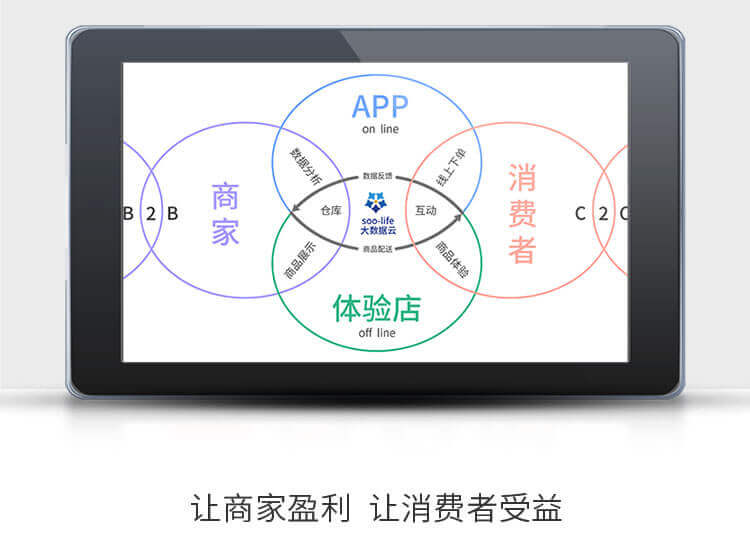 APP
on line
数据分析
线上下单
数据反馈
商家
消费者
B 2 B
仓库
soo-life
大数据云
互动
C 2 C
商品配送
商品展示
商品体验
体验店
off line
让商家盈利 让消费者受益